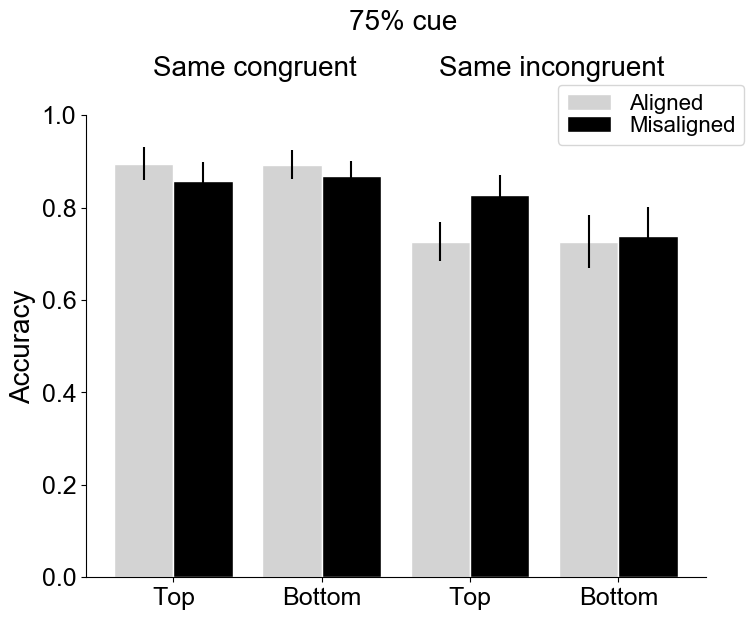 75% cue
Same congruent
Same incongruent
Aligned
Misaligned
Accuracy
1.0
0.8
0.6
0.4
0.2
0.0
Top
Bottom
Top
Bottom